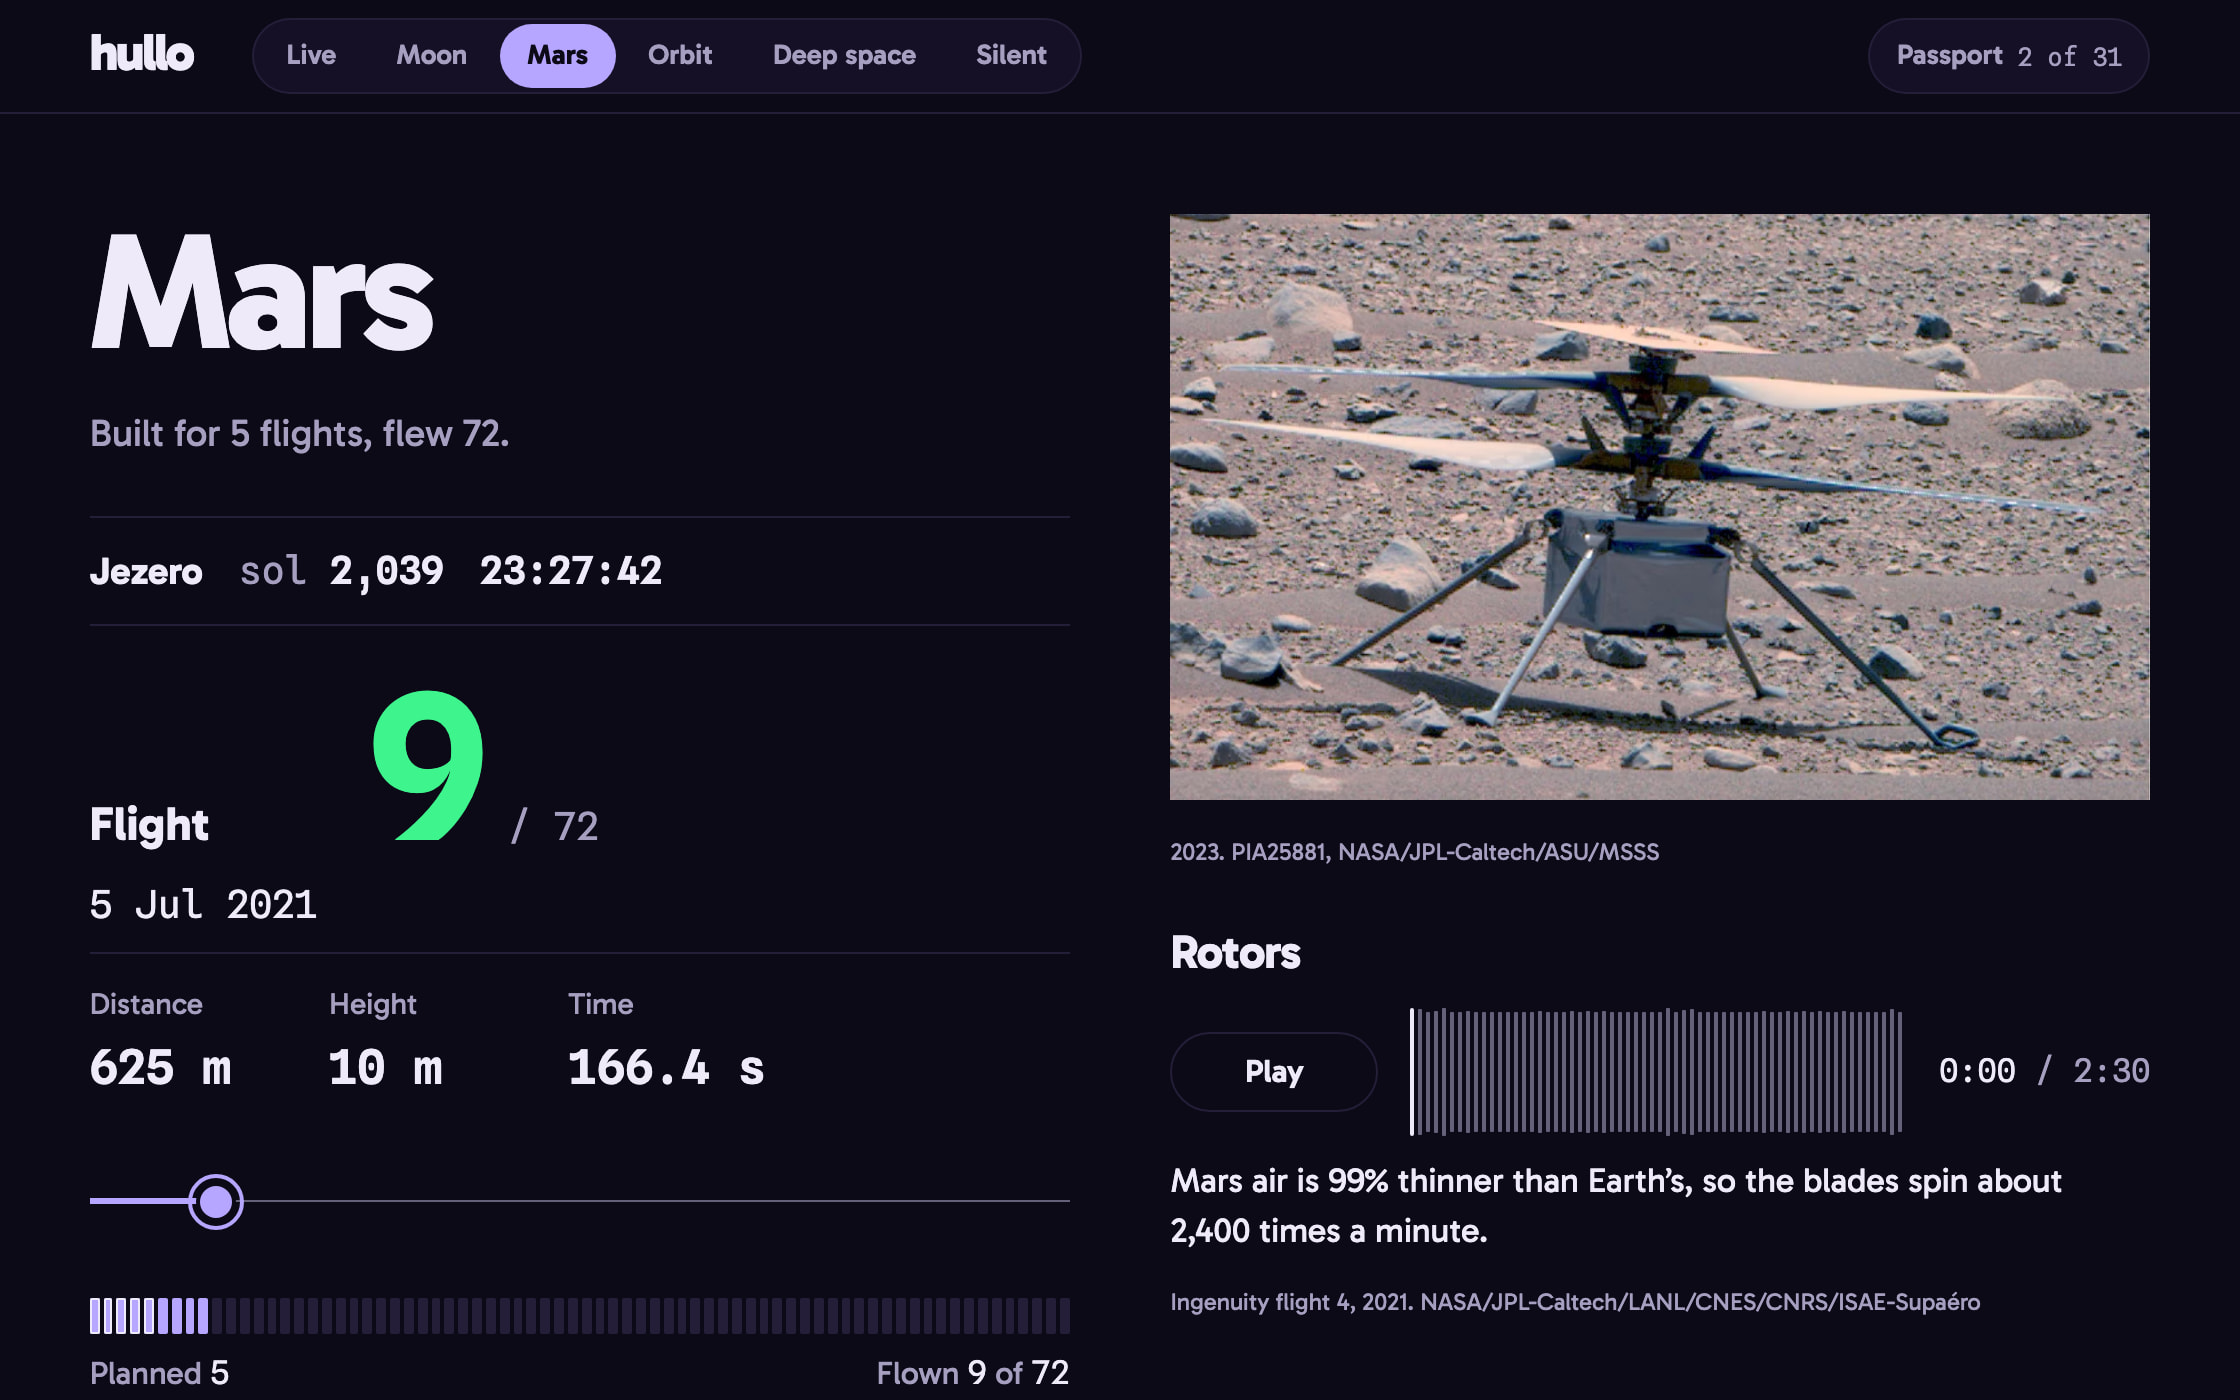 hullo
Live Moon Mars Orbit Deep space Silent
Passport 2 of 31
Mars
Built for 5 flights, flew 72.
Jezero sol 2,039 23:27:42
Flight 9 / 72
5 Jul 2021
Distance Height Time
625 m 10 m 166.4 s
Planned 5 Flown 9 of 72
2023. PIA25881, NASA/JPL-Caltech/ASU/MSSS
Rotors
Play 0:00 / 2:30
Mars air is 99% thinner than Earth’s, so the blades spin about
2,400 times a minute.
Ingenuity flight 4, 2021. NASA/JPL-Caltech/LANL/CNES/CNRS/ISAE-Supaéro